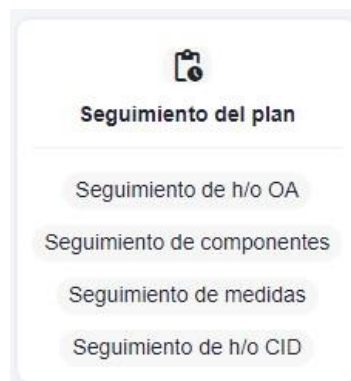 Seguimiento del plan
Seguimiento de h/o OA
Seguimiento de componentes
Seguimiento de medidas
Seguimiento de h/o CID